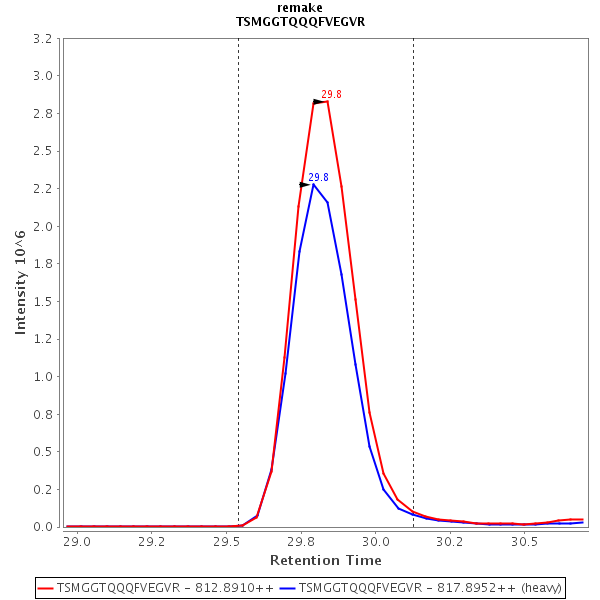 remake
TSMGGTQQQFVEGVR
3.2
3.0
2.8
2.5
2.2
2.0
1.8
1.5
1.2
1.0
0.8
0.5
0.2
0.0
Intensity 10^6
29.8
29.8
29.0 29.2 29.5 29.8 30.0 30.2 30.5
Retention Time
TSMGGTQQQFVEGVR - 812.8910++ TSMGGTQQQFVEGVR - 817.8952++ (heavy)